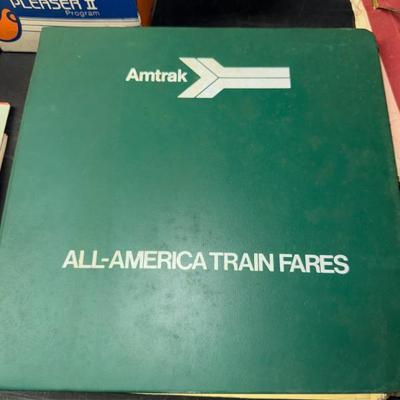 PLEASER II
Program
Amtrak
ALL-AMERICA TRAIN FARES